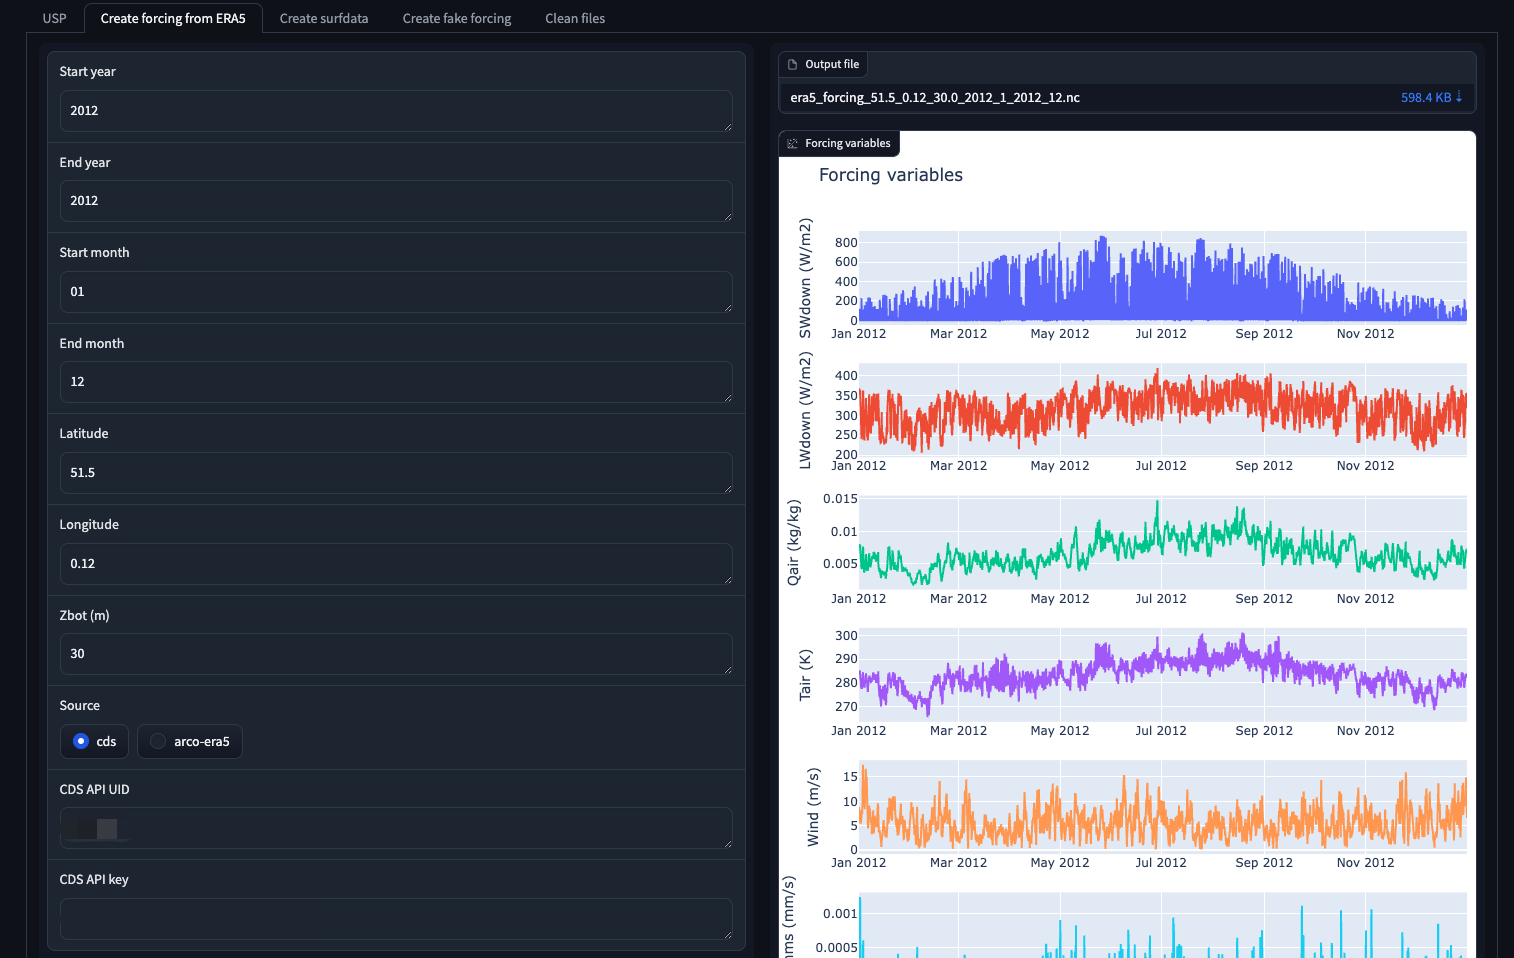 USP
Create forcing from ERA5
Create surfdata
Create fake forcing
Clean files
Start year
2012
End year
2012
Start month
01
End month
12
Latitude
51.5
Longitude
0.12
Zbot (m)
30
Source
cds
arco-era5
CDS API UID
CDS API key
Output file
era5_forcing_51.5_0.12_30.0_2012_1_2012_12.nc
598.4 KB ⇣
Forcing variables
Forcing variables
SWdown (W/m2)
800
600
400
200
0
Jan 2012 Mar 2012 May 2012 Jul 2012 Sep 2012 Nov 2012
LWdown (W/m2)
400
350
300
250
200
Jan 2012 Mar 2012 May 2012 Jul 2012 Sep 2012 Nov 2012
Qair (kg/kg)
0.015
0.01
0.005
Jan 2012 Mar 2012 May 2012 Jul 2012 Sep 2012 Nov 2012
Tair (K)
300
290
280
270
Jan 2012 Mar 2012 May 2012 Jul 2012 Sep 2012 Nov 2012
Wind (m/s)
15
10
5
0
Jan 2012 Mar 2012 May 2012 Jul 2012 Sep 2012 Nov 2012
(mm/s)
0.001
0.0005